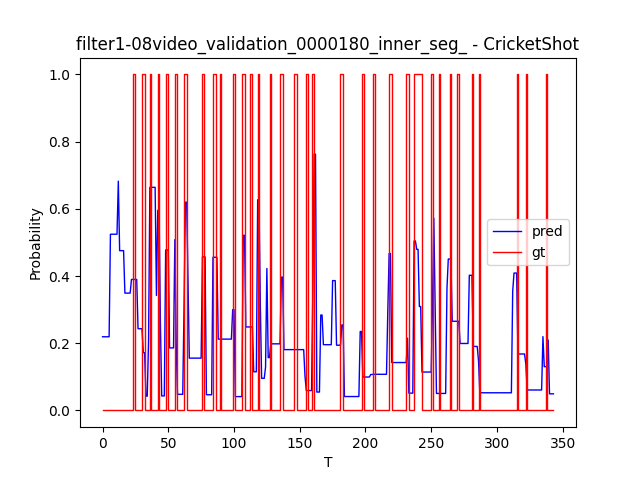 filter1-08video_validation_0000180_inner_seg_ - CricketShot
1.0
0.8
0.6
0.4
0.2
0.0
Probability
pred
gt
0 50 100 150 200 250 300 350
T